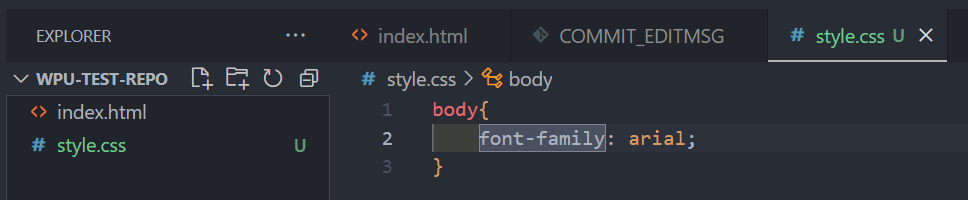 EXPLORER ···
WPU-TEST-REPO
index.html
# style.css U
index.html
COMMIT_EDITMSG
# style.css U
# style.css > body
1 body{
2 font-family: arial;
3 }